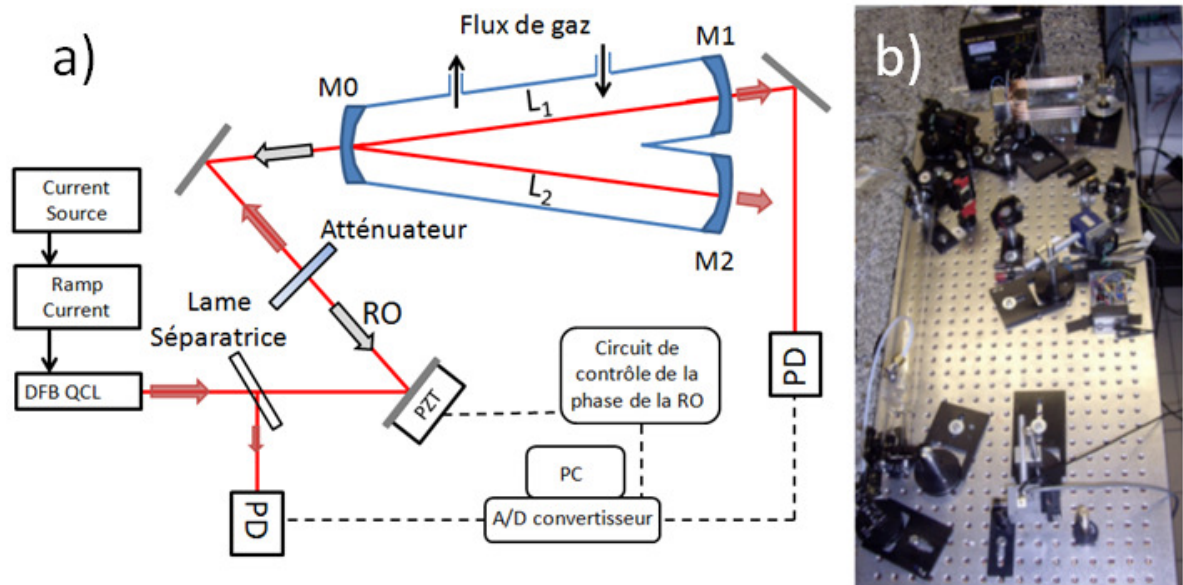 a)
Flux de gaz
M1
M0
L1
L2
M2
Current
Source
Ramp
Current
DFB QCL
Atténuateur
Lame
Séparatrice
RO
PZT
Circuit de
contrôle de la
phase de la RO
PD
PC
PD
A/D convertisseur
b)